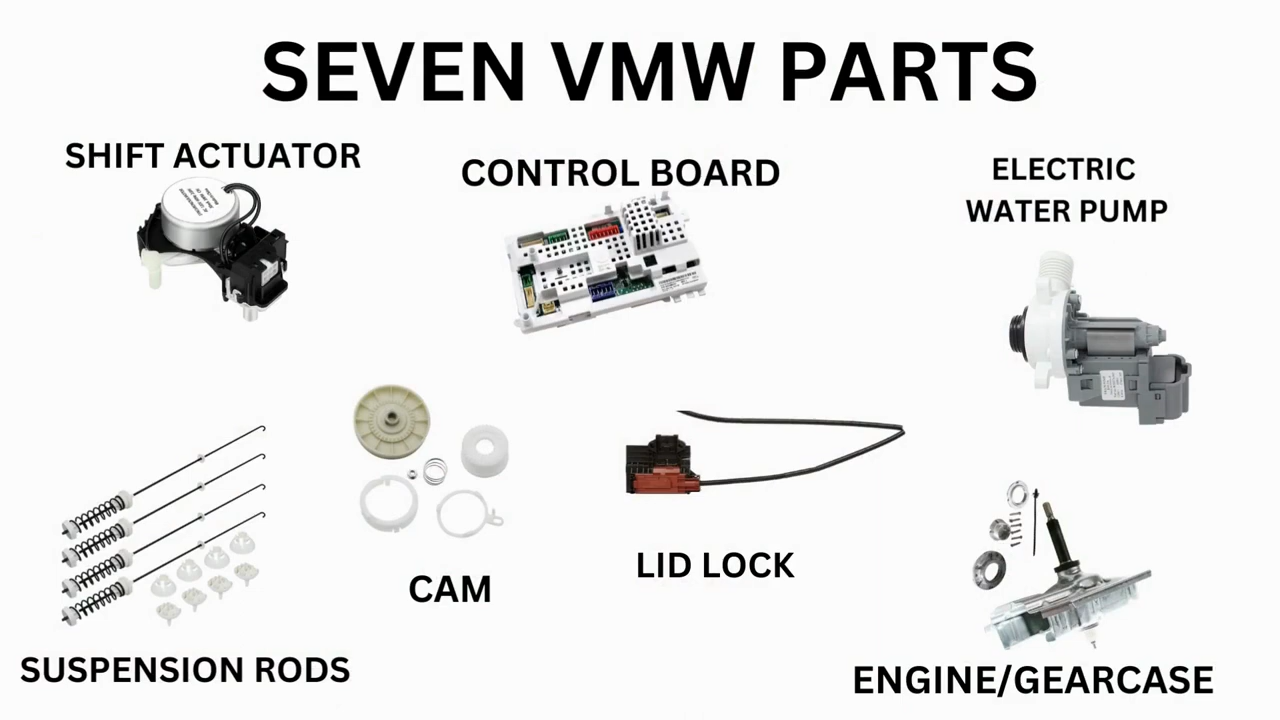 SEVEN VMW PARTS
SHIFT ACTUATOR
CONTROL BOARD
ELECTRIC
WATER PUMP
CAM
LID LOCK
SUSPENSION RODS
ENGINE/GEARCASE